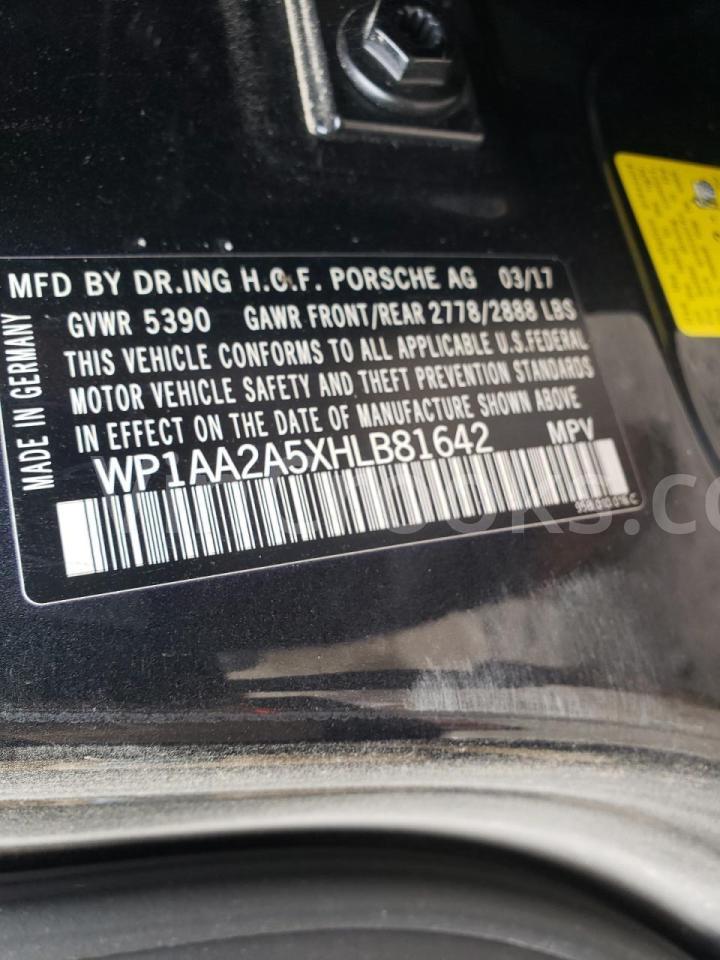 MFD BY DR.ING H.C.F. PORSCHE AG 03/17
GVWR 5390 GAWR FRONT/REAR 2778/2888 LBS
THIS VEHICLE CONFORMS TO ALL APPLICABLE U.S.FEDERAL
MOTOR VEHICLE SAFETY AND THEFT PREVENTION STANDARDS
IN EFFECT ON THE DATE OF MANUFACTURE SHOWN ABOVE
WP1AA2A5XHLB81642 MPV
MADE IN GERMANY